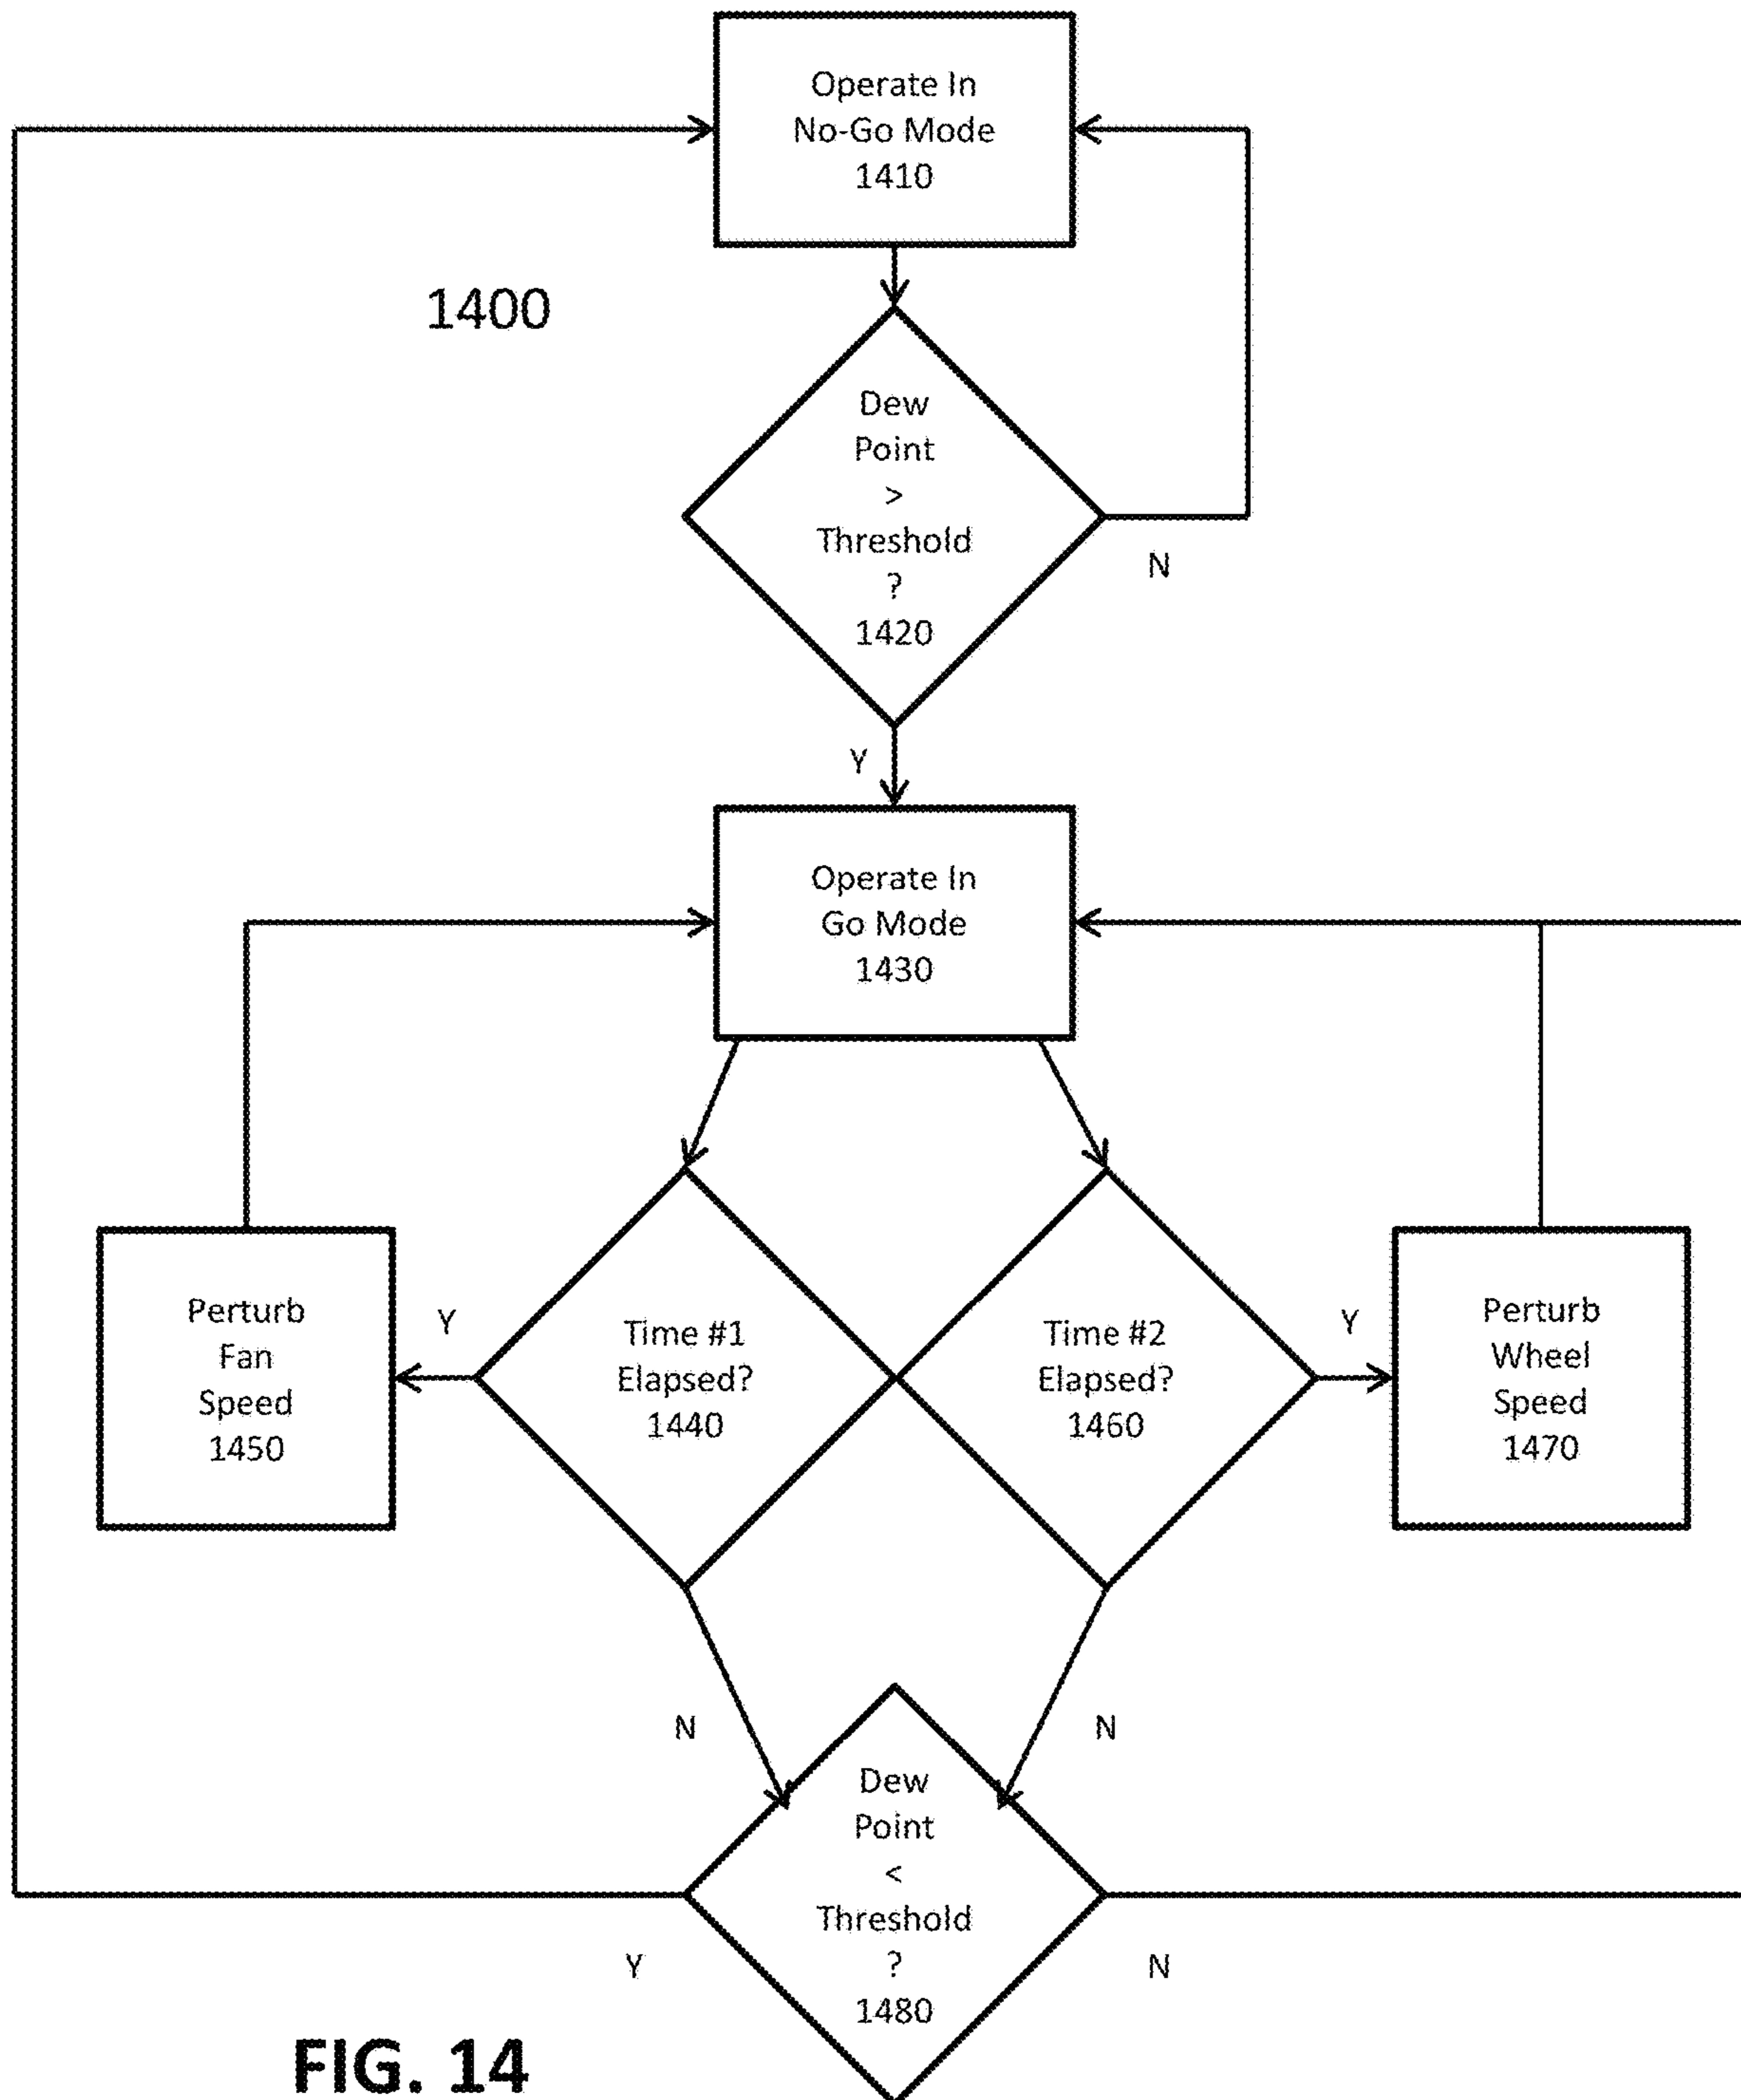 Operate In
No-Go Mode
1410
1400
Dew
Point
>
Threshold
?
1420
N
Y
Operate In
Go Mode
1430
Perturb
Fan
Speed
1450
Y
Time #1
Elapsed?
1440
Time #2
Elapsed?
1460
Y
Perturb
Wheel
Speed
1470
N
N
Dew
Point
<
Threshold
?
1480
Y
N
FIG. 14